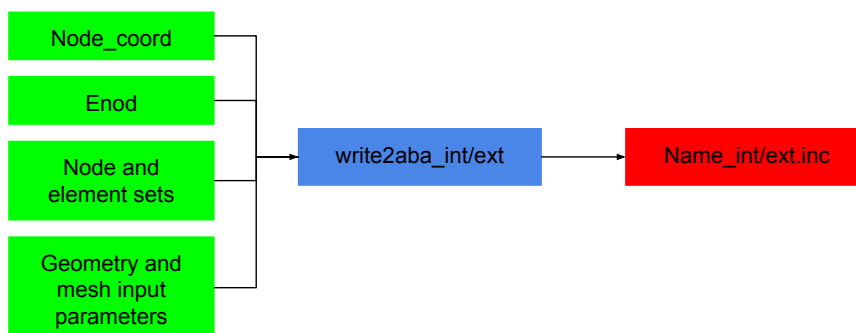 Node_coord
Enod
Node and
element sets
Geometry and
mesh input
parameters
write2aba_int/ext
Name_int/ext.inc